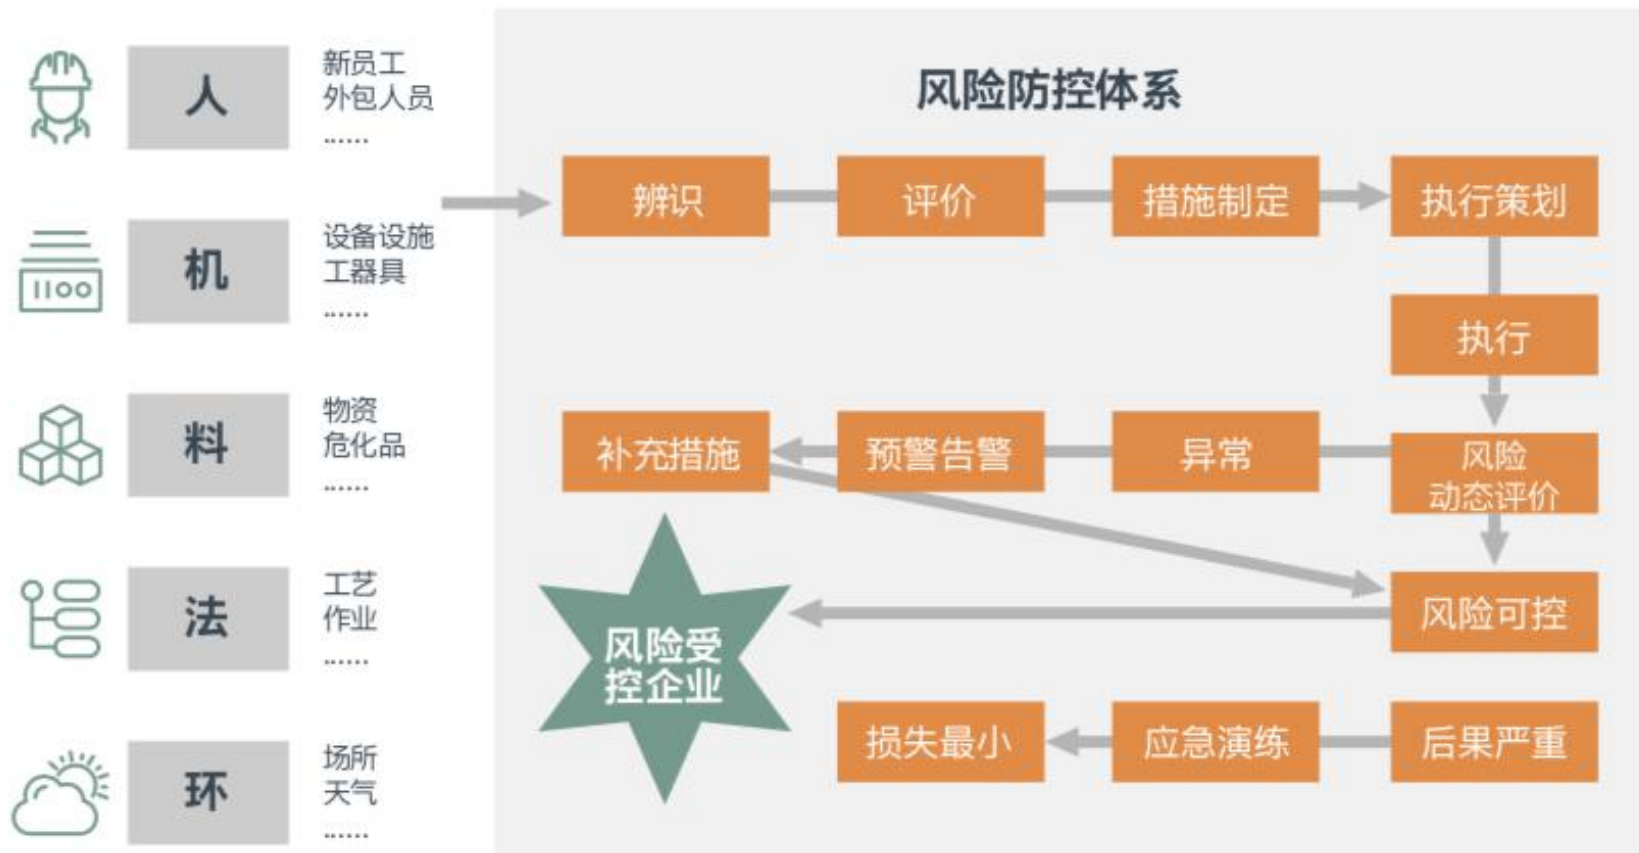 人
新员工
外包人员
......
机
设备设施
工器具
......
料
物资
危化品
......
法
工艺
作业
......
环
场所
天气
......
风险防控体系
辨识
评价
措施制定
执行策划
执行
补充措施
预警告警
异常
风险
动态评价
风险可控
风险受
控企业
损失最小
应急演练
后果严重